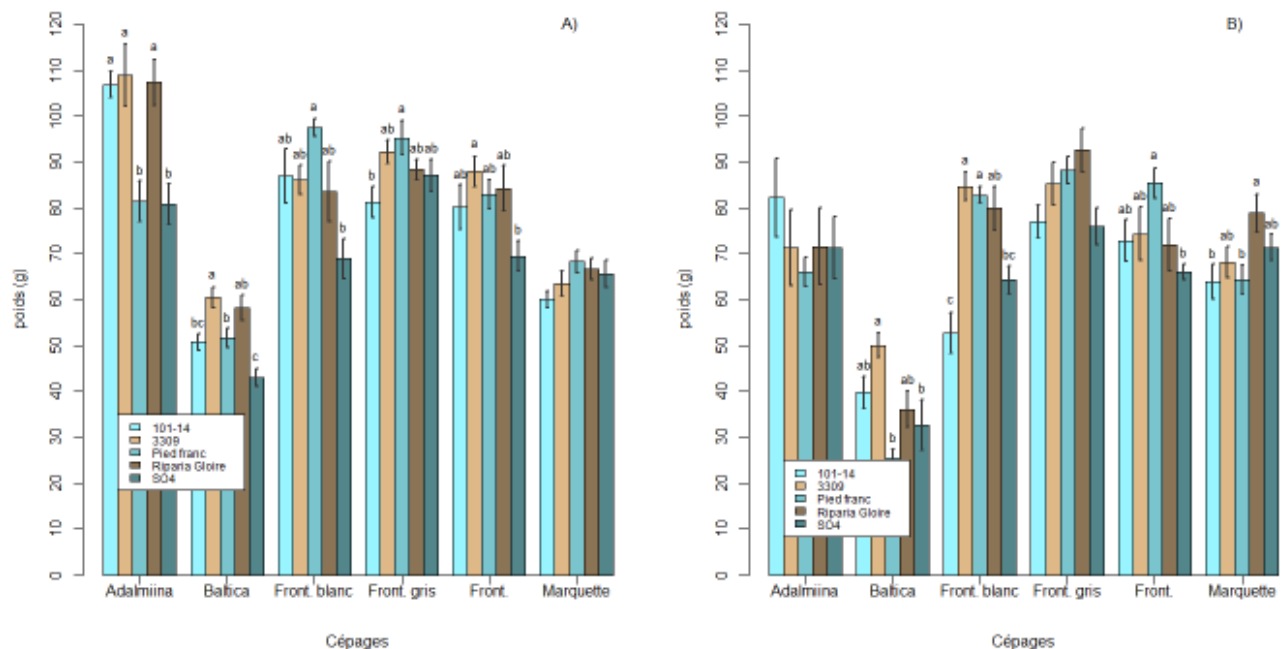 A)
poids (g)
0 10 20 30 40 50 60 70 80 90 100 110 120
a a b a b
bc a b ab c
ab ab a ab b
b ab a ab ab
ab a ab ab b
101-14
3309
Pied franc
Riparia Gloire
SO4
Adalmiina Baltica Front. blanc Front. gris Front. Marquette
Cépages
B)
poids (g)
0 10 20 30 40 50 60 70 80 90 100 110 120
ab a b ab b
c a a ab bc
ab ab a ab b
b ab b a ab
101-14
3309
Pied franc
Riparia Gloire
SO4
Adalmiina Baltica Front. blanc Front. gris Front. Marquette
Cépages